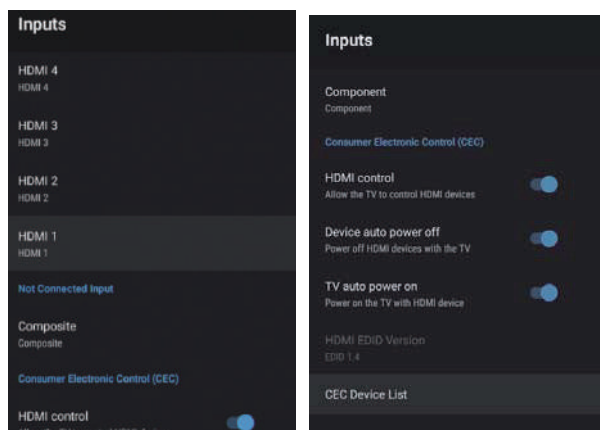 Inputs
HDMI 4
HDMI 4
HDMI 3
HDMI 3
HDMI 2
HDMI 2
HDMI 1
HDMI 1
Not Connected Input
Composite
Composite
Consumer Electronic Control (CEC)
HDMI control
Inputs
Component
Component
Consumer Electronic Control (CEC)
HDMI control
Allow the TV to control HDMI devices
Device auto power off
Power off HDMI devices with the TV
TV auto power on
Power on the TV with HDMI device
HDMI EDID Version
EDID 1.4
CEC Device List